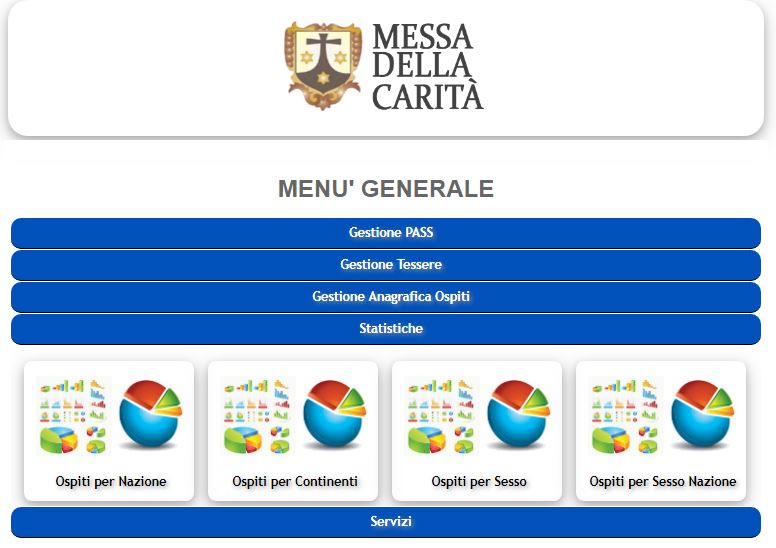 MESSA
DELLA
CARITÀ
MENU' GENERALE
Gestione PASS
Gestione Tessere
Gestione Anagrafica Ospiti
Statistiche
Ospiti per Nazione
Ospiti per Continenti
Ospiti per Sesso
Ospiti per Sesso Nazione
Servizi